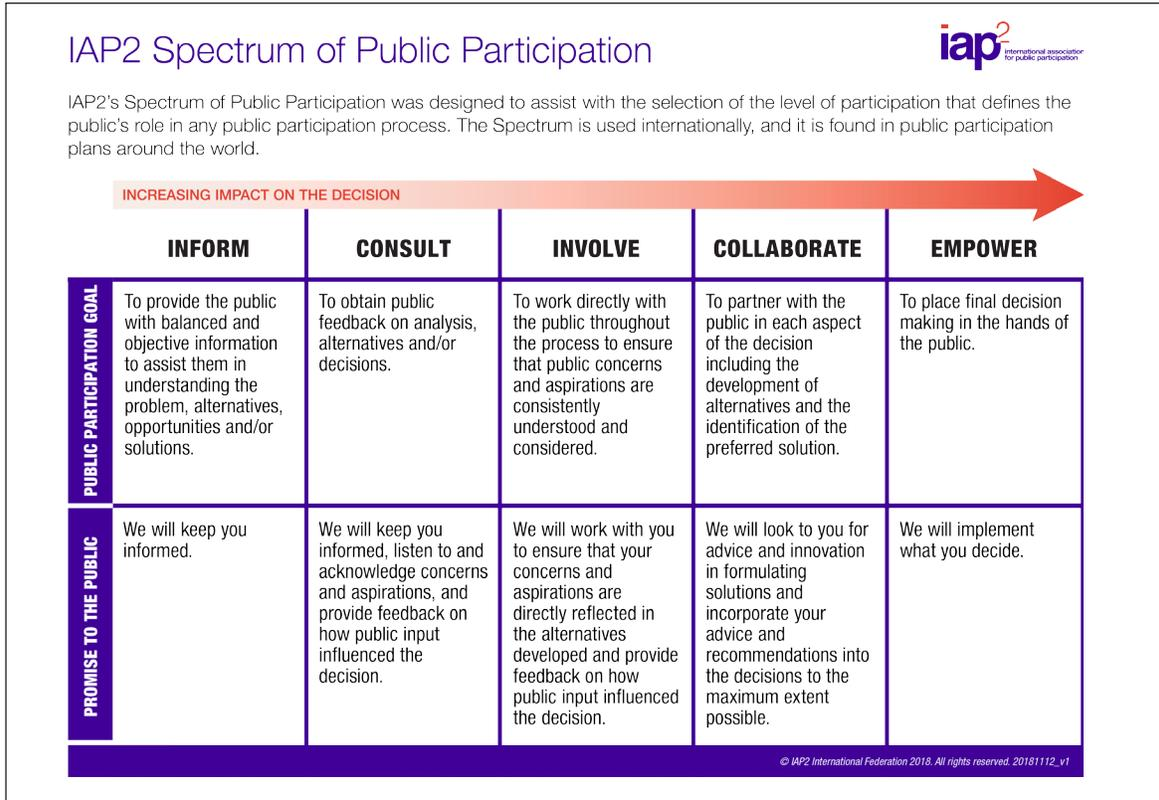 IAP2 Spectrum of Public Participation
iap2
international association
for public participation
IAP2's Spectrum of Public Participation was designed to assist with the selection of the level of participation that defines the
public's role in any public participation process. The Spectrum is used internationally, and it is found in public participation
plans around the world.
INCREASING IMPACT ON THE DECISION
INFORM
CONSULT
INVOLVE
COLLABORATE
EMPOWER
PUBLIC PARTICIPATION GOAL
To provide the public
with balanced and
objective information
to assist them in
understanding the
problem, alternatives,
opportunities and/or
solutions.
To obtain public
feedback on analysis,
alternatives and/or
decisions.
To work directly with
the public throughout
the process to ensure
that public concerns
and aspirations are
consistently
understood and
considered.
To partner with the
public in each aspect
of the decision
including the
development of
alternatives and the
identification of the
preferred solution.
To place final decision
making in the hands of
the public.
PROMISE TO THE PUBLIC
We will keep you
informed.
We will keep you
informed, listen to and
acknowledge concerns
and aspirations, and
provide feedback on
how public input
influenced the
decision.
We will work with you
to ensure that your
concerns and
aspirations are
directly reflected in
the alternatives
developed and provide
feedback on how
public input influenced
the decision.
We will look to you for
advice and innovation
in formulating
solutions and
incorporate your
advice and
recommendations into
the decisions to the
maximum extent
possible.
We will implement
what you decide.
© IAP2 International Federation 2018. All rights reserved. 20181112_v1